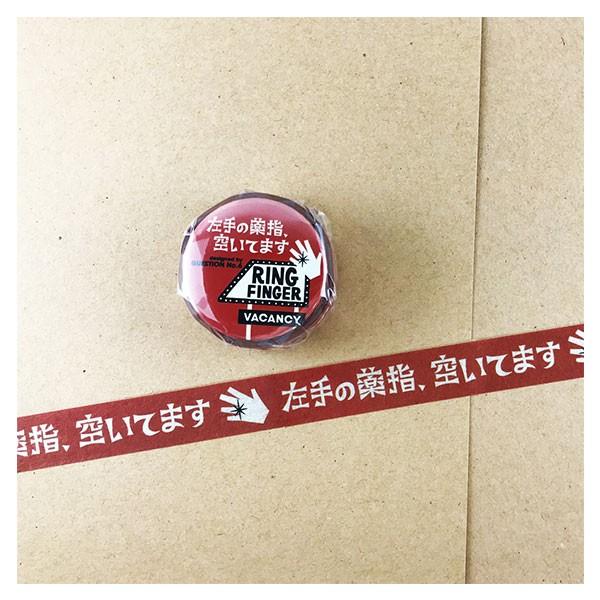 左手の薬指、
空いてます
designed by
QUESTION No.6
RING
FINGER
VACANCY
薬指、空いてます 左手の薬指、空いてます